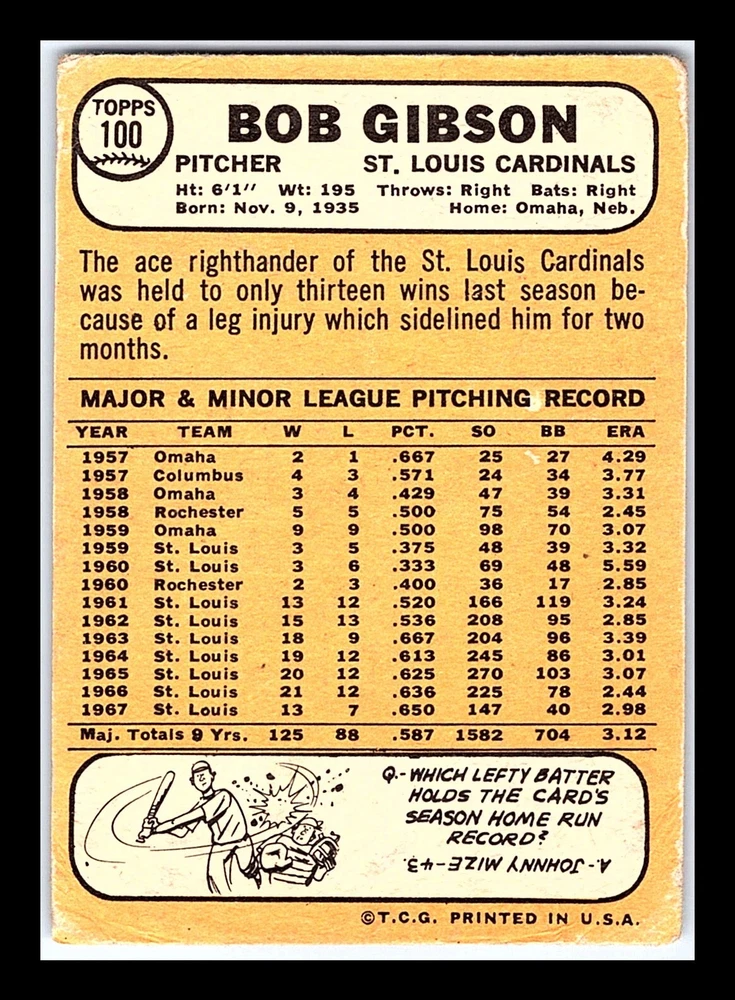 TOPPS
100
BOB GIBSON
PITCHER ST. LOUIS CARDINALS
Ht: 6'1" Wt: 195 Throws: Right Bats: Right
Born: Nov. 9, 1935 Home: Omaha, Neb.
The ace righthander of the St. Louis Cardinals
was held to only thirteen wins last season be-
cause of a leg injury which sidelined him for two
months.
MAJOR & MINOR LEAGUE PITCHING RECORD
YEAR TEAM W L PCT. SO BB ERA
1957 Omaha 2 1 .667 25 27 4.29
1957 Columbus 4 3 .571 24 34 3.77
1958 Omaha 3 4 .429 47 39 3.31
1958 Rochester 5 5 .500 75 54 2.45
1959 Omaha 9 9 .500 98 70 3.07
1959 St. Louis 3 5 .375 48 39 3.32
1960 St. Louis 3 6 .333 69 48 5.59
1960 Rochester 2 3 .400 36 17 2.85
1961 St. Louis 13 12 .520 166 119 3.24
1962 St. Louis 15 13 .536 208 95 2.85
1963 St. Louis 18 9 .667 204 96 3.39
1964 St. Louis 19 12 .613 245 86 3.01
1965 St. Louis 20 12 .625 270 103 3.07
1966 St. Louis 21 12 .636 225 78 2.44
1967 St. Louis 13 7 .650 147 40 2.98
Maj. Totals 9 Yrs. 125 88 .587 1582 704 3.12
Q.- WHICH LEFTY BATTER
HOLDS THE CARD'S
SEASON HOME RUN
RECORD?
A.- JOHNNY MIZE - 43.
©T.C.G. PRINTED IN U.S.A.